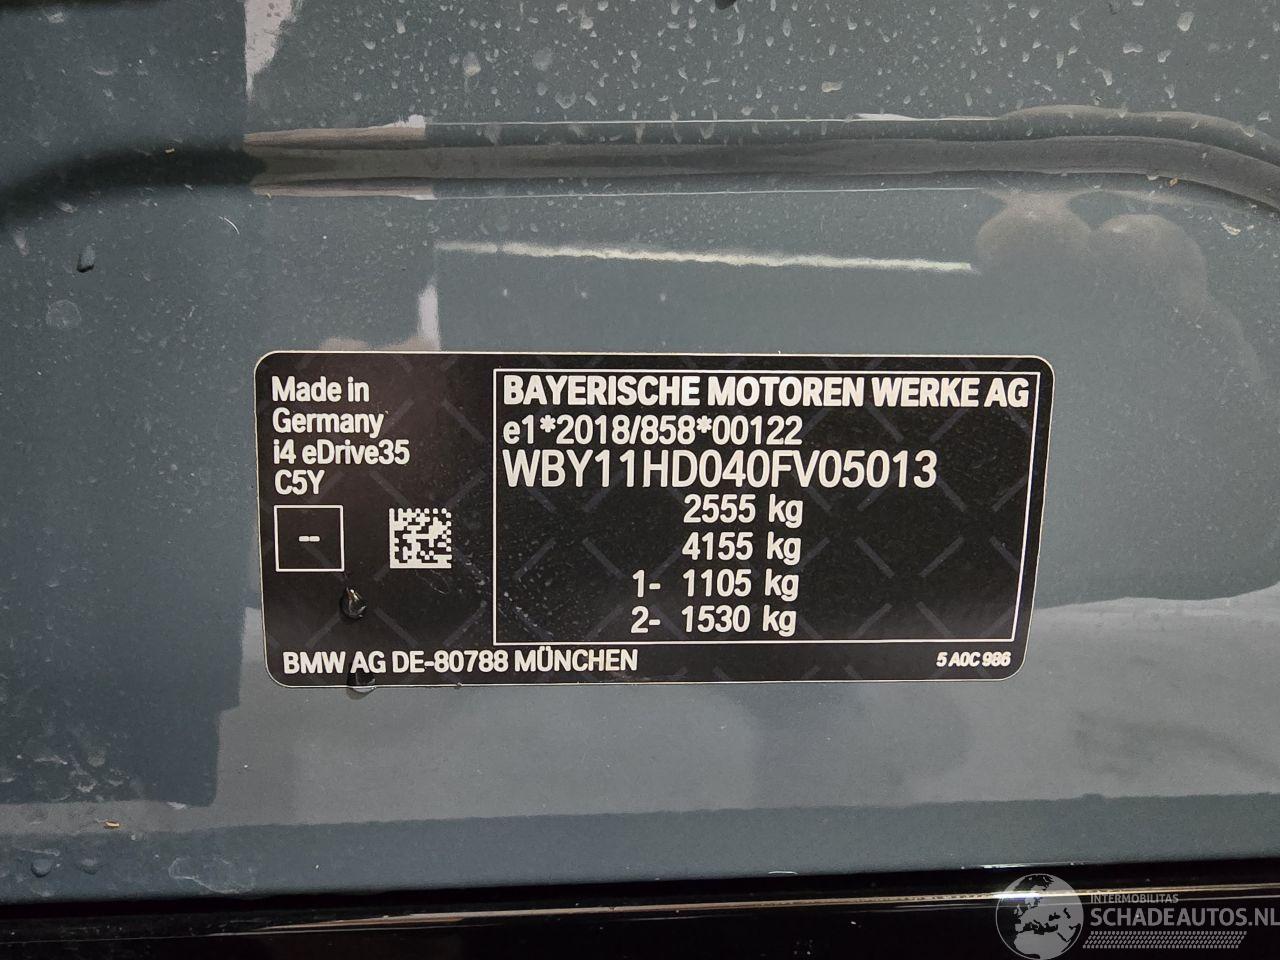 Made in
Germany
i4 eDrive35
C5Y
--
BAYERISCHE MOTOREN WERKE AG
e1*2018/858*00122
WBY11HD040FV05013
2555 kg
4155 kg
1- 1105 kg
2- 1530 kg
BMW AG DE-80788 MÜNCHEN
5 A0C 986
INTERMOBILITAS
SCHADEAUTOS.NL